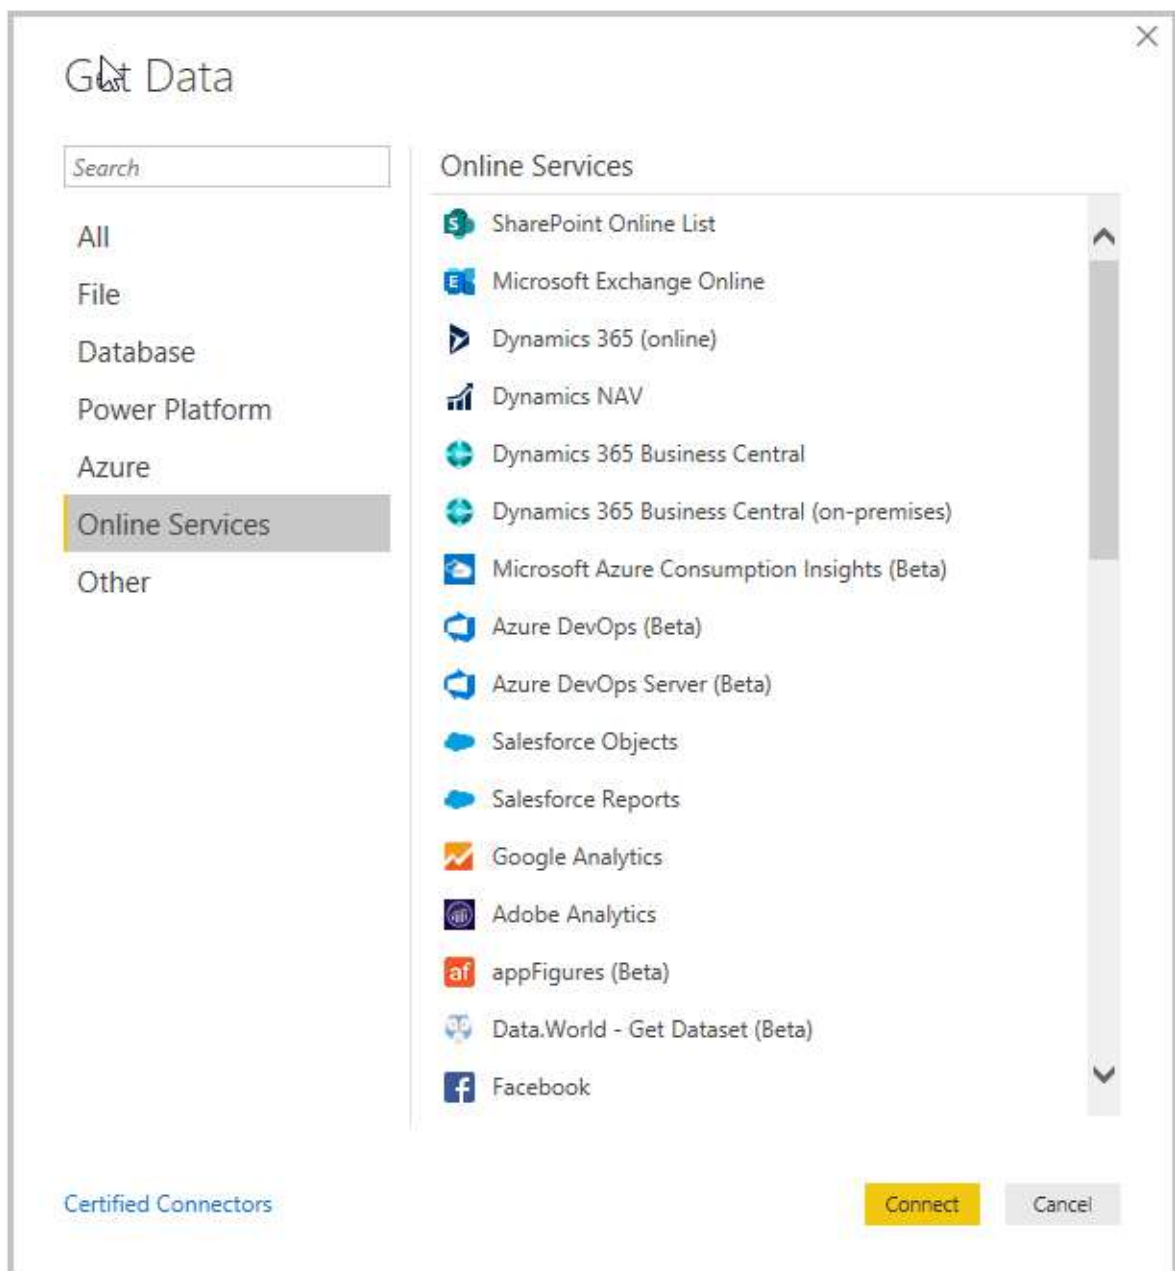 Get Data
Search
All
File
Database
Power Platform
Azure
Online Services
Other
Online Services
SharePoint Online List
Microsoft Exchange Online
Dynamics 365 (online)
Dynamics NAV
Dynamics 365 Business Central
Dynamics 365 Business Central (on-premises)
Microsoft Azure Consumption Insights (Beta)
Azure DevOps (Beta)
Azure DevOps Server (Beta)
Salesforce Objects
Salesforce Reports
Google Analytics
Adobe Analytics
af appFigures (Beta)
Data.World - Get Dataset (Beta)
Facebook
Certified Connectors
Connect
Cancel